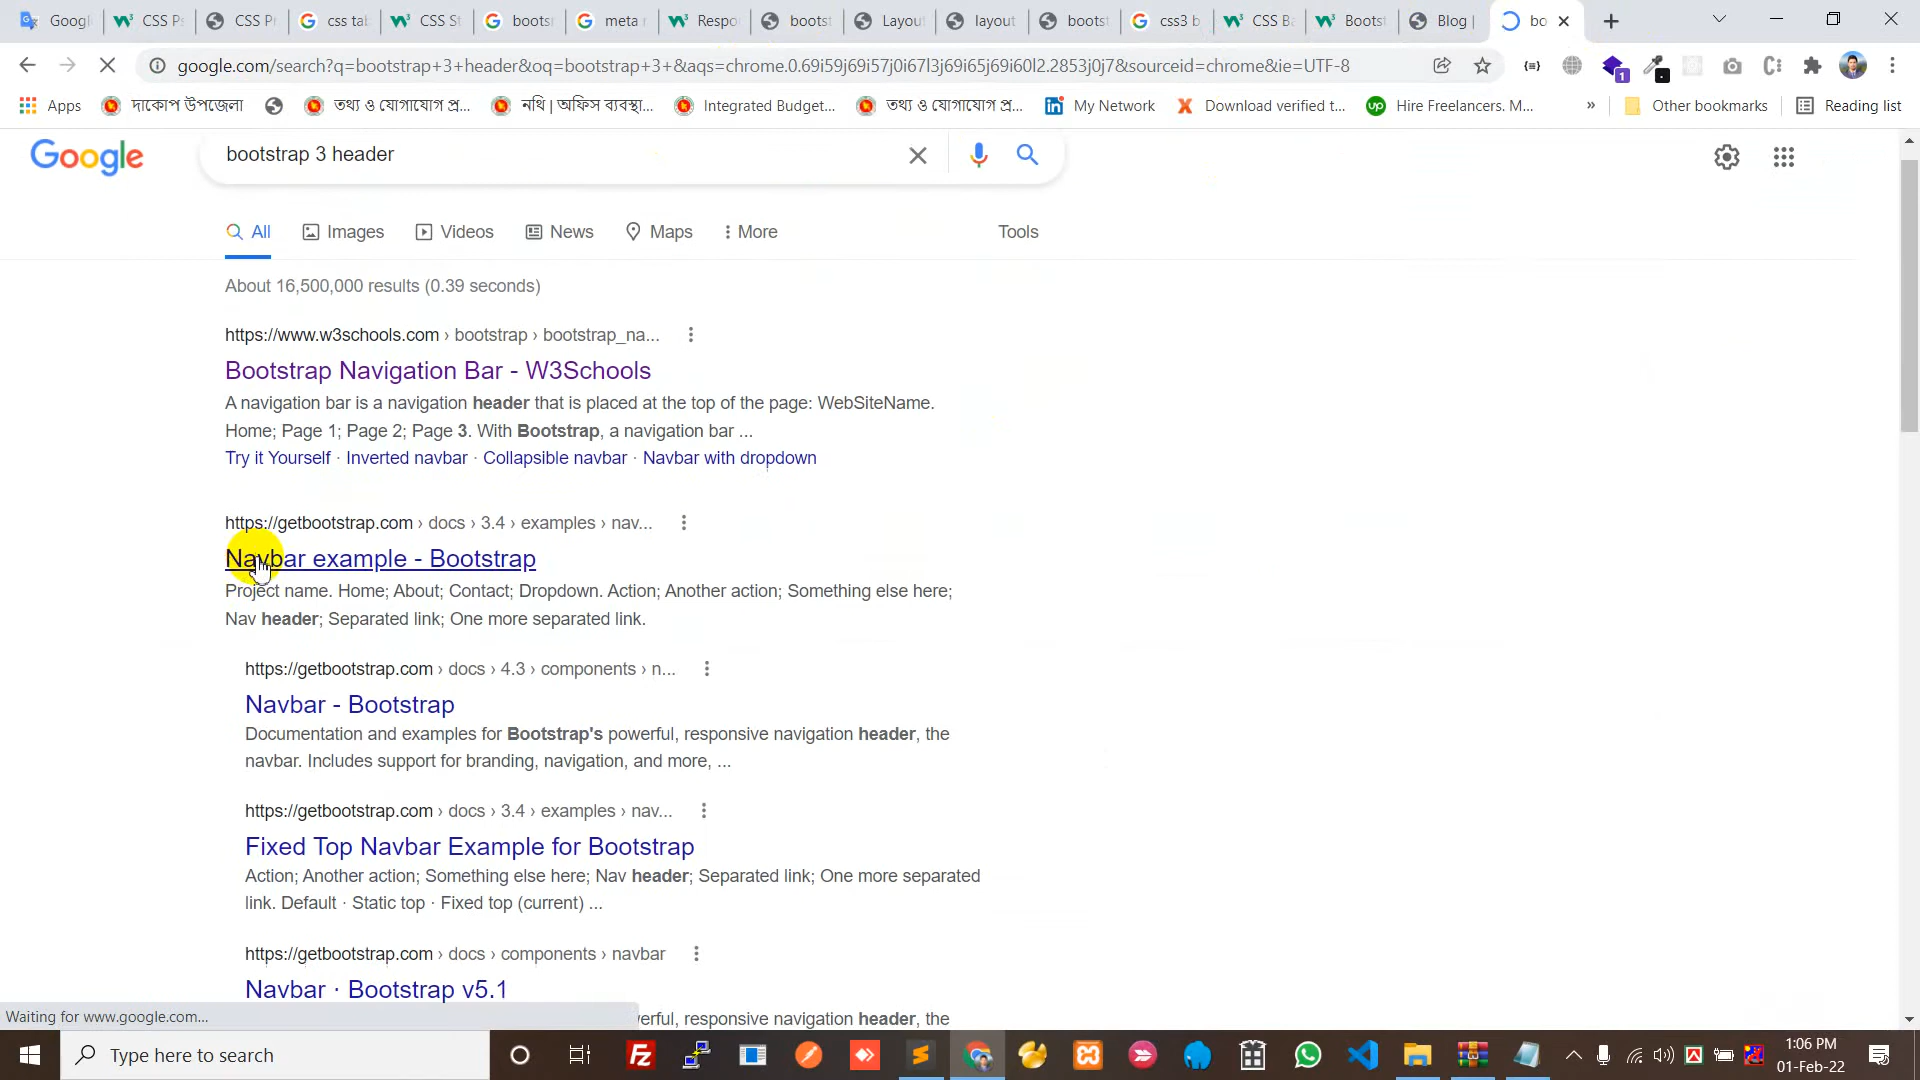 Googl
CSS Ps
CSS Pr
css tab
CSS St
bootst
meta r
Respo
bootst
Layou
layout
bootst
css3 b
CSS Ba
Bootst
Blog |
bo
google.com/search?q=bootstrap+3+header&oq=bootstrap+3+&aqs=chrome.0.69i59j69i57j0i67l3j69i65j69i60l2.2853j0j7&sourceid=chrome&ie=UTF-8
Apps
দাকোপ উপজেলা
তথ্য ও যোগাযোগ প্র...
নথি | অফিস ব্যবস্থা...
Integrated Budget...
তথ্য ও যোগাযোগ প্র...
My Network
Download verified t...
Hire Freelancers. M...
»
Other bookmarks
Reading list
Google
bootstrap 3 header
All
Images
Videos
News
Maps
More
Tools
About 16,500,000 results (0.39 seconds)
https://www.w3schools.com › bootstrap › bootstrap_na...
Bootstrap Navigation Bar - W3Schools
A navigation bar is a navigation header that is placed at the top of the page: WebSiteName.
Home; Page 1; Page 2; Page 3. With Bootstrap, a navigation bar ...
Try it Yourself · Inverted navbar · Collapsible navbar · Navbar with dropdown
https://getbootstrap.com › docs › 3.4 › examples › nav...
Navbar example - Bootstrap
Project name. Home; About; Contact; Dropdown. Action; Another action; Something else here;
Nav header; Separated link; One more separated link.
https://getbootstrap.com › docs › 4.3 › components › n...
Navbar - Bootstrap
Documentation and examples for Bootstrap's powerful, responsive navigation header, the
navbar. Includes support for branding, navigation, and more, ...
https://getbootstrap.com › docs › 3.4 › examples › nav...
Fixed Top Navbar Example for Bootstrap
Action; Another action; Something else here; Nav header; Separated link; One more separated
link. Default · Static top · Fixed top (current) ...
https://getbootstrap.com › docs › components › navbar
Navbar · Bootstrap v5.1
erful, responsive navigation header, the
Waiting for www.google.com...
Type here to search
1:06 PM
01-Feb-22